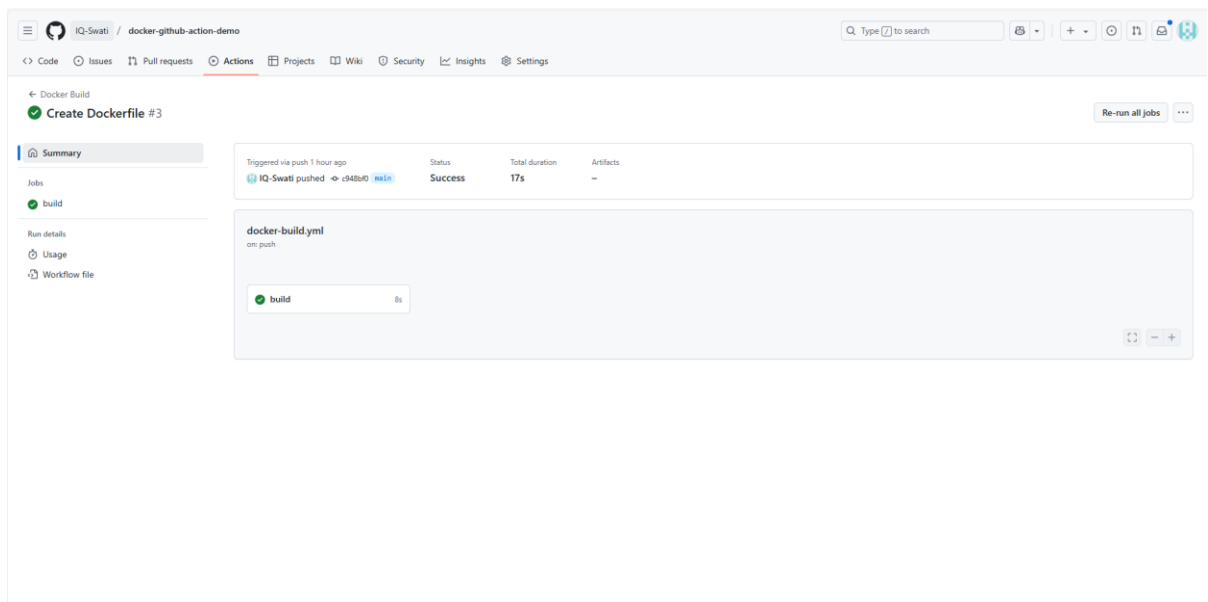 IQ-Swati / docker-github-action-demo
Type / to search
Code Issues Pull requests Actions Projects Wiki Security Insights Settings
← Docker Build
Create Dockerfile #3
Re-run all jobs ...
Summary
Jobs
build
Run details
Usage
Workflow file
Triggered via push 1 hour ago
IQ-Swati pushed c948bf0 main
Status
Success
Total duration
17s
Artifacts
–
docker-build.yml
on: push
build 8s